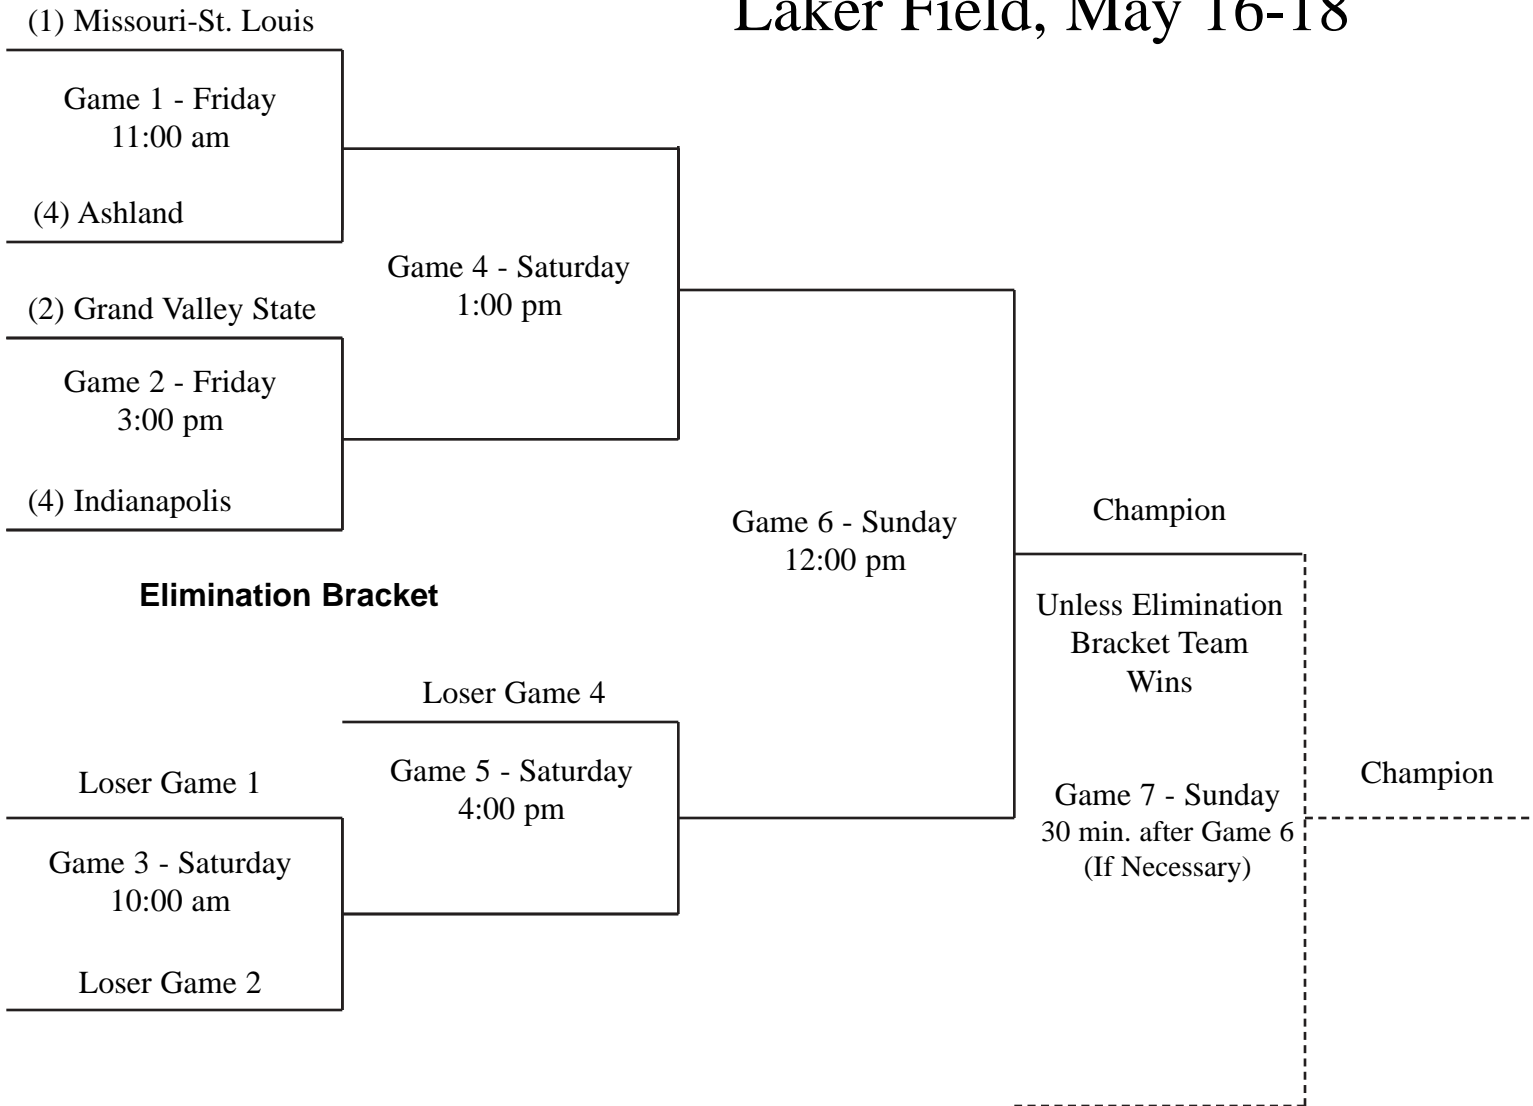 Laker Field, May 16-18
(1) Missouri-St. Louis
Game 1 - Friday
11:00 am
(4) Ashland
Game 4 - Saturday
1:00 pm
(2) Grand Valley State
Game 2 - Friday
3:00 pm
(4) Indianapolis
Game 6 - Sunday
12:00 pm
Champion
Unless Elimination
Bracket Team
Wins
Elimination Bracket
Loser Game 4
Game 5 - Saturday
4:00 pm
Loser Game 1
Game 3 - Saturday
10:00 am
Loser Game 2
Game 7 - Sunday
30 min. after Game 6
(If Necessary)
Champion